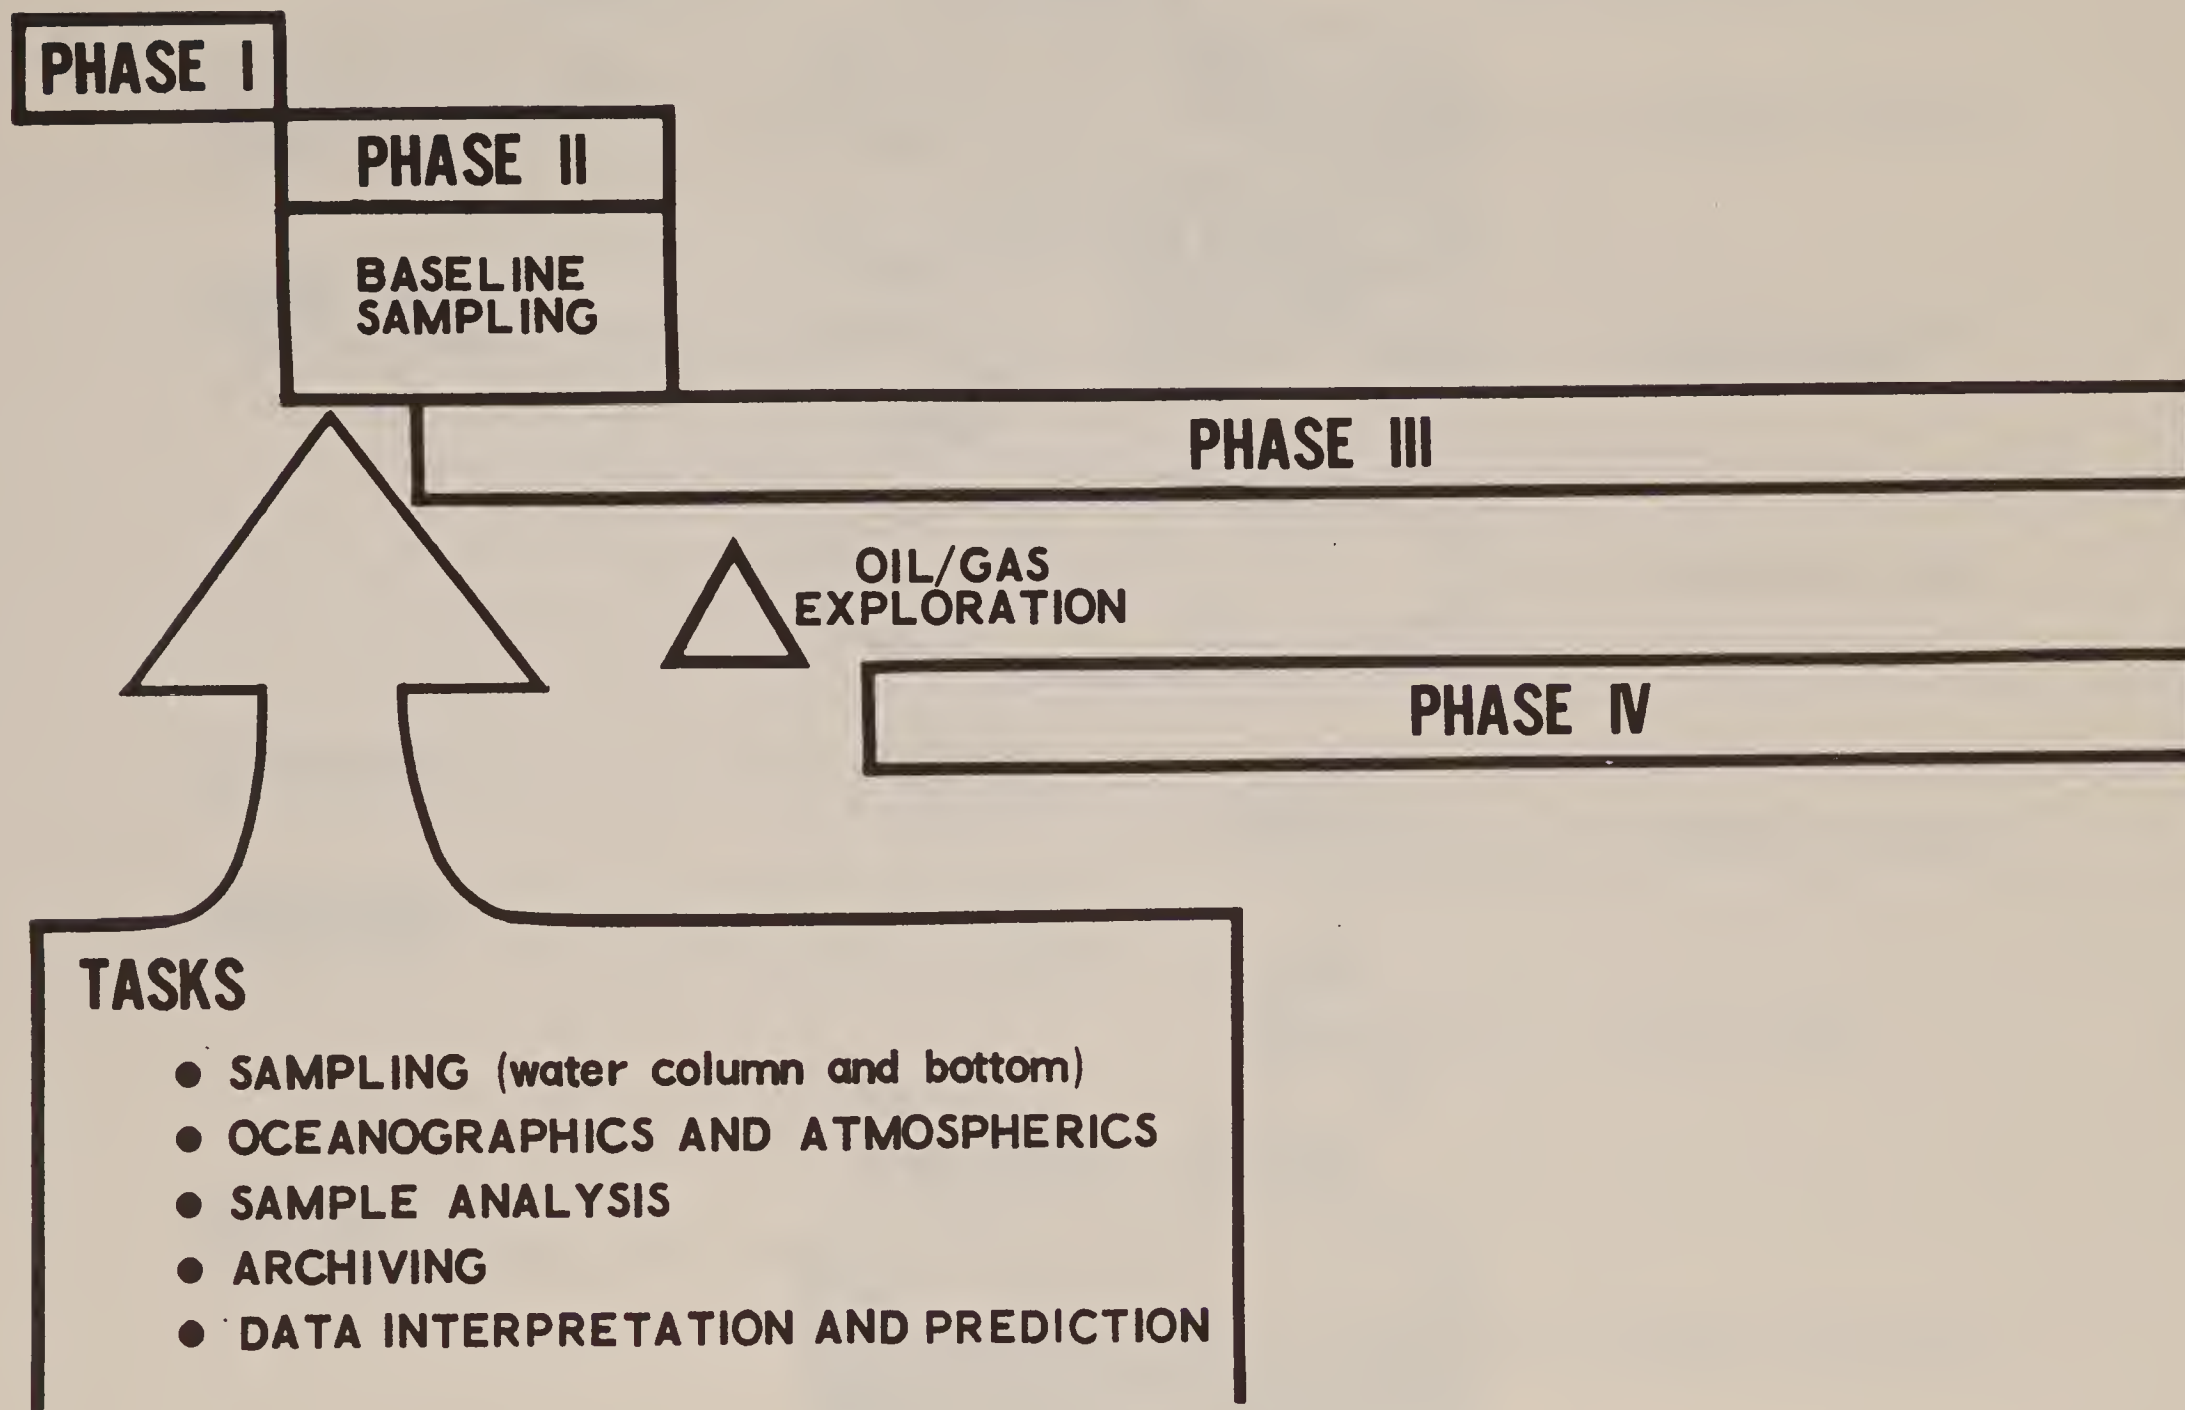 PHASE I
PHASE II
BASELINE
SAMPLING
PHASE III
OIL/GAS
EXPLORATION
PHASE IV
TASKS
● SAMPLING (water column and bottom)
● OCEANOGRAPHICS AND ATMOSPHERICS
● SAMPLE ANALYSIS
● ARCHIVING
● DATA INTERPRETATION AND PREDICTION